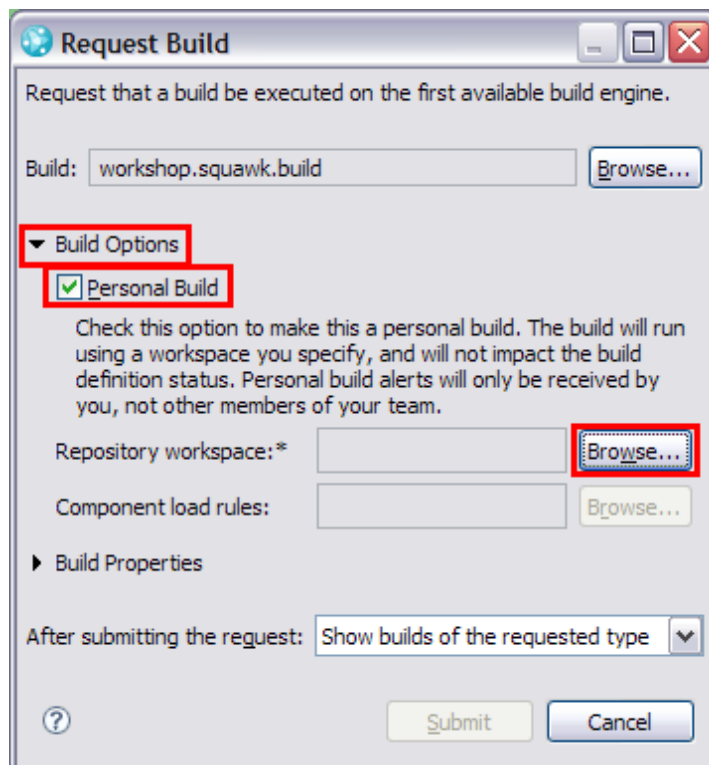 Request Build
Request that a build be executed on the first available build engine.
Build: workshop.squawk.build Browse...
Build Options
Personal Build
Check this option to make this a personal build. The build will run
using a workspace you specify, and will not impact the build
definition status. Personal build alerts will only be received by
you, not other members of your team.
Repository workspace:* Browse...
Component load rules: Browse...
Build Properties
After submitting the request: Show builds of the requested type
? Submit Cancel